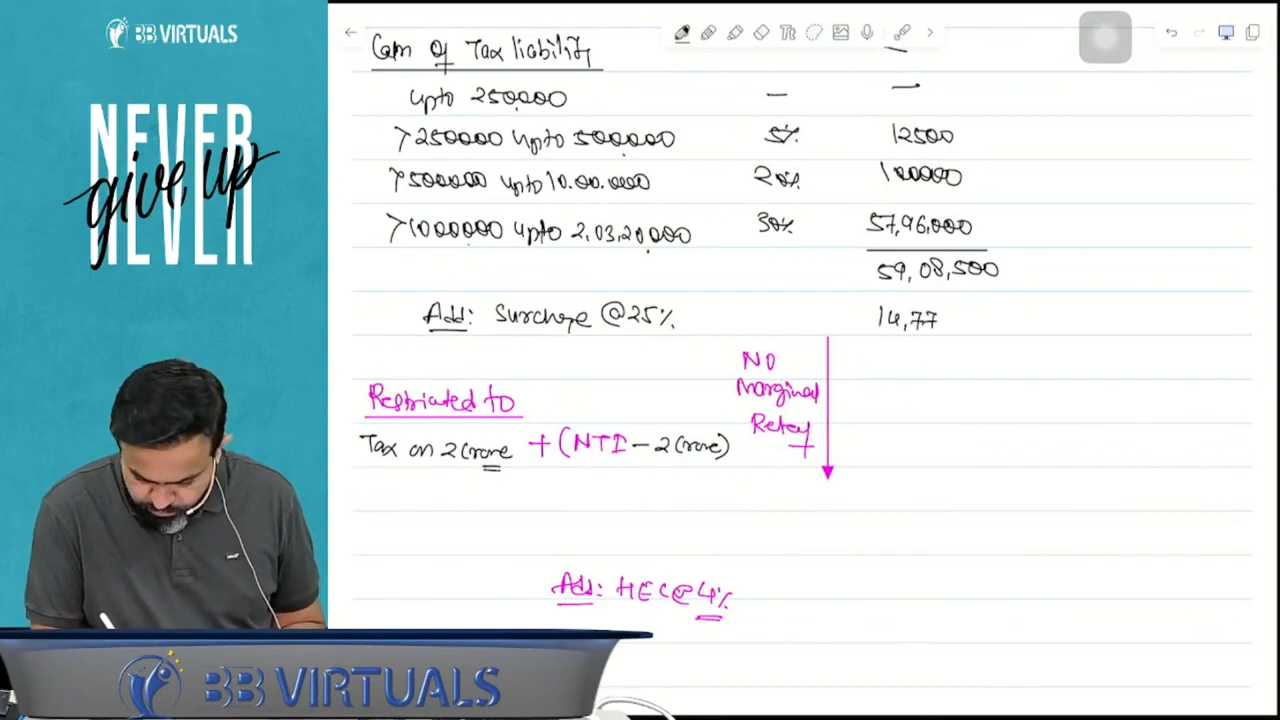 BB VIRTUALS
NEVER
give up
NEVER
Com of Tax liability
upto 250000 — —
>250000 upto 500000 5% 12500
>500000 upto 10.00.000 20% 100000
>1000000 upto 2,03,20,000 30% 57,96,000
59,08,500
Add: Surcharge @25% 14,77
Restricted to
Tax on 2 Crore + (NTI - 2 Crore)
NO
Marginal
Add: HEC@4%
BB VIRTUALS